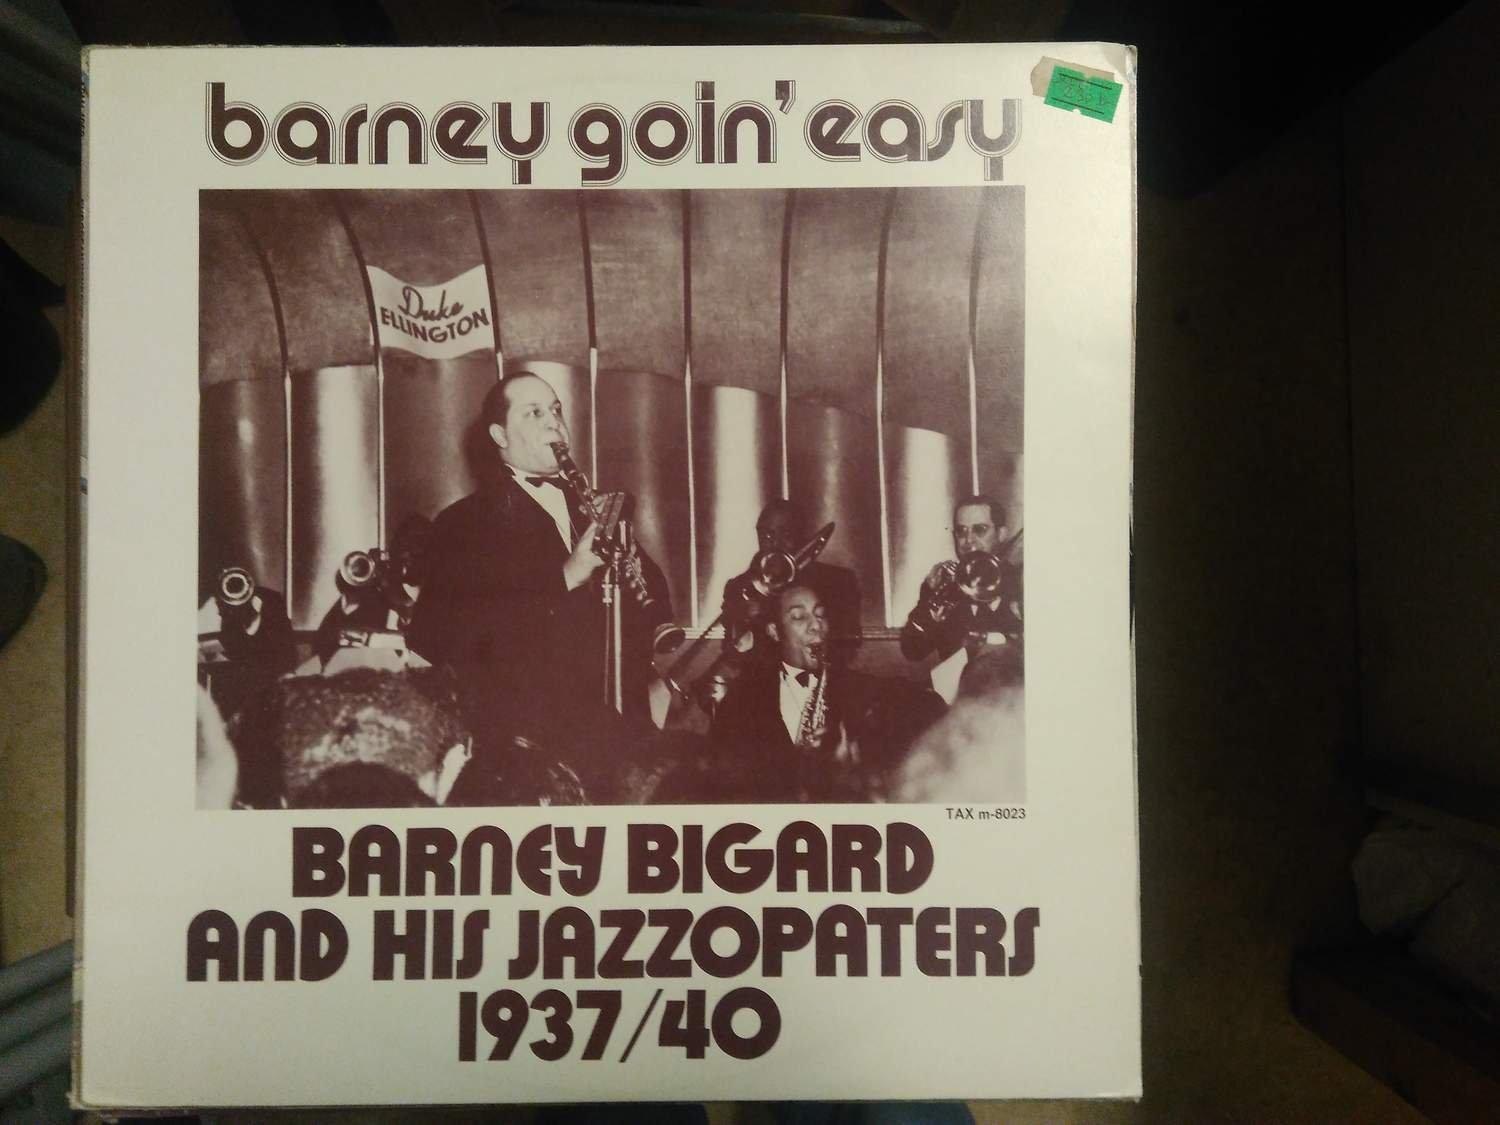 barney goin' easy
Duke
ELLINGTON
TAX m-8023
BARNEY BIGARD
AND HIS JAZZOPATERS
1937/40